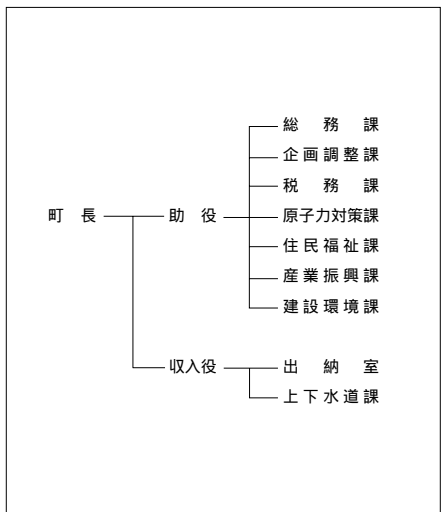 総務課
企画調整課
税務課
町長 助役 原子力対策課
住民福祉課
産業振興課
建設環境課
収入役 出納室
上下水道課